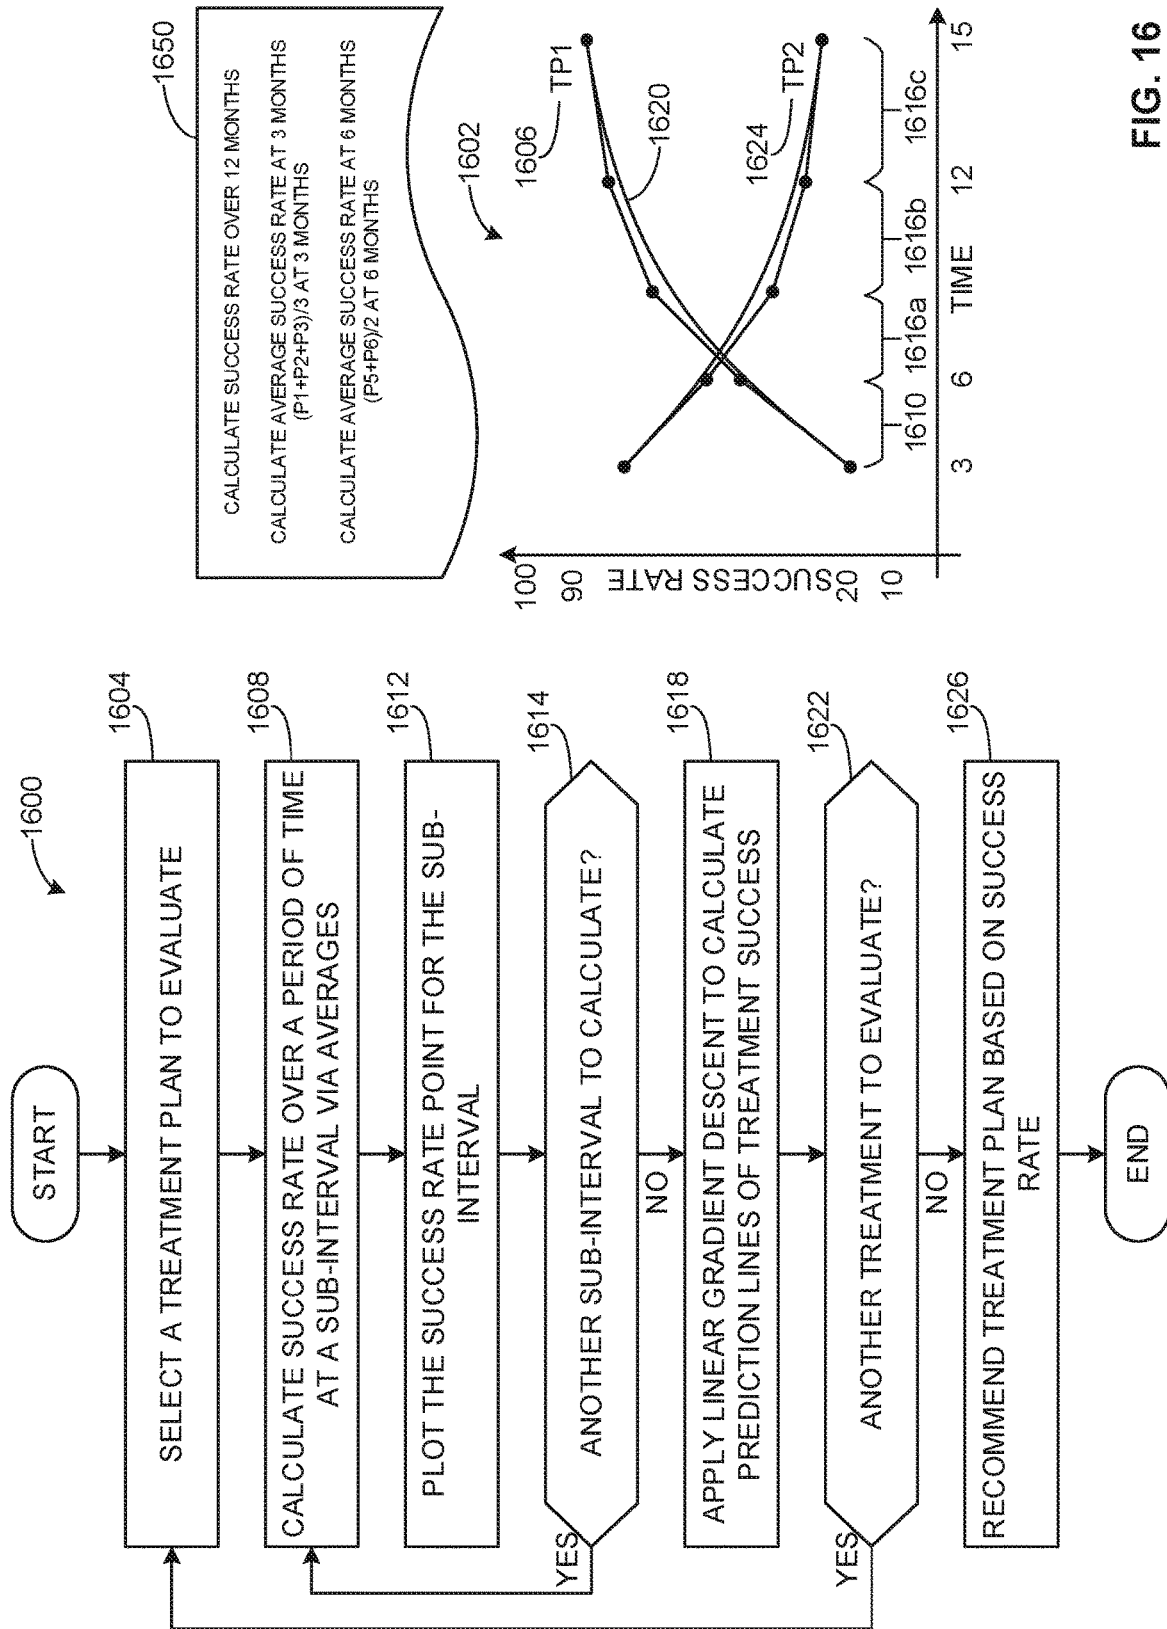 1600
START
SELECT A TREATMENT PLAN TO EVALUATE
1604
CALCULATE SUCCESS RATE OVER A PERIOD OF TIME
AT A SUB-INTERVAL VIA AVERAGES
1608
PLOT THE SUCCESS RATE POINT FOR THE SUB-
INTERVAL
1612
ANOTHER SUB-INTERVAL TO CALCULATE?
1614
YES
NO
APPLY LINEAR GRADIENT DESCENT TO CALCULATE
PREDICTION LINES OF TREATMENT SUCCESS
1618
ANOTHER TREATMENT TO EVALUATE?
1622
YES
NO
RECOMMEND TREATMENT PLAN BASED ON SUCCESS
RATE
1626
END
1650
CALCULATE SUCCESS RATE OVER 12 MONTHS
CALCULATE AVERAGE SUCCESS RATE AT 3 MONTHS
(P1+P2+P3)/3 AT 3 MONTHS
CALCULATE AVERAGE SUCCESS RATE AT 6 MONTHS
(P5+P6)/2 AT 6 MONTHS
1602
100
90
SUCCESS RATE
20
10
1606
TP1
1620
1624
TP2
1610
1616a
1616b
1616c
3
6
12
15
TIME
FIG. 16